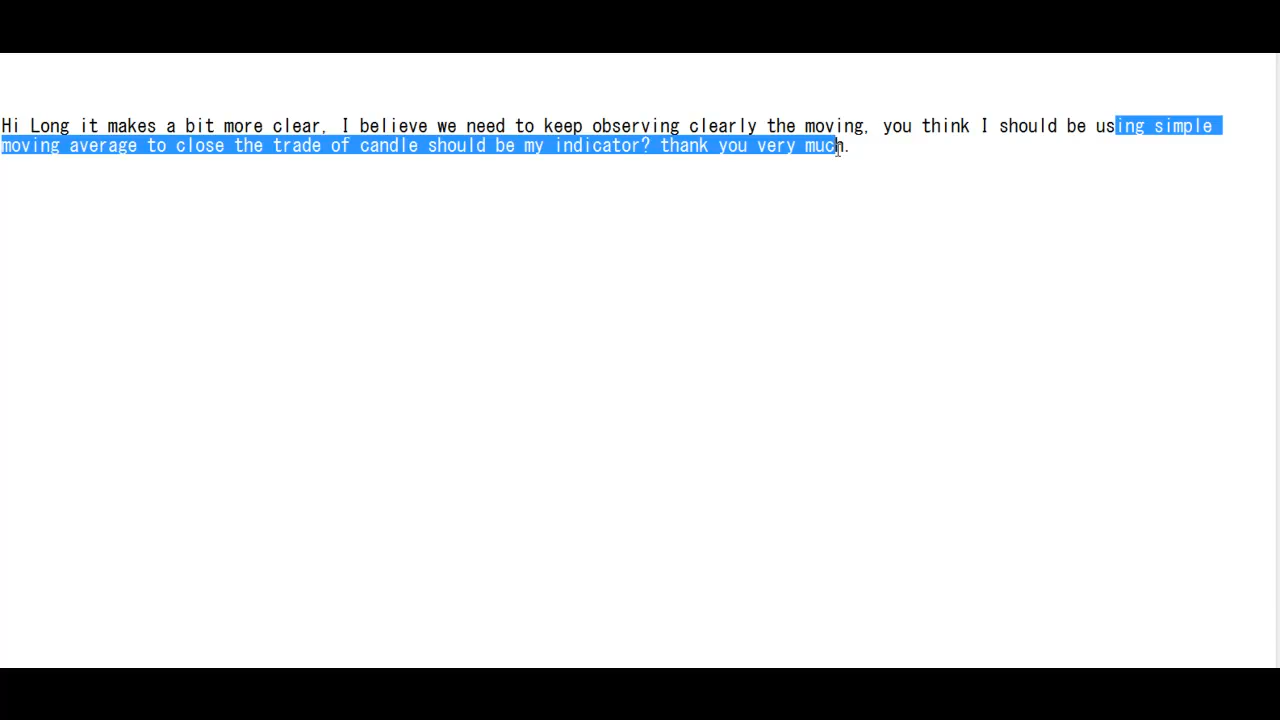 Hi Long it makes a bit more clear, I believe we need to keep observing clearly the moving, you think I should be using simple
moving average to close the trade of candle should be my indicator? thank you very much.